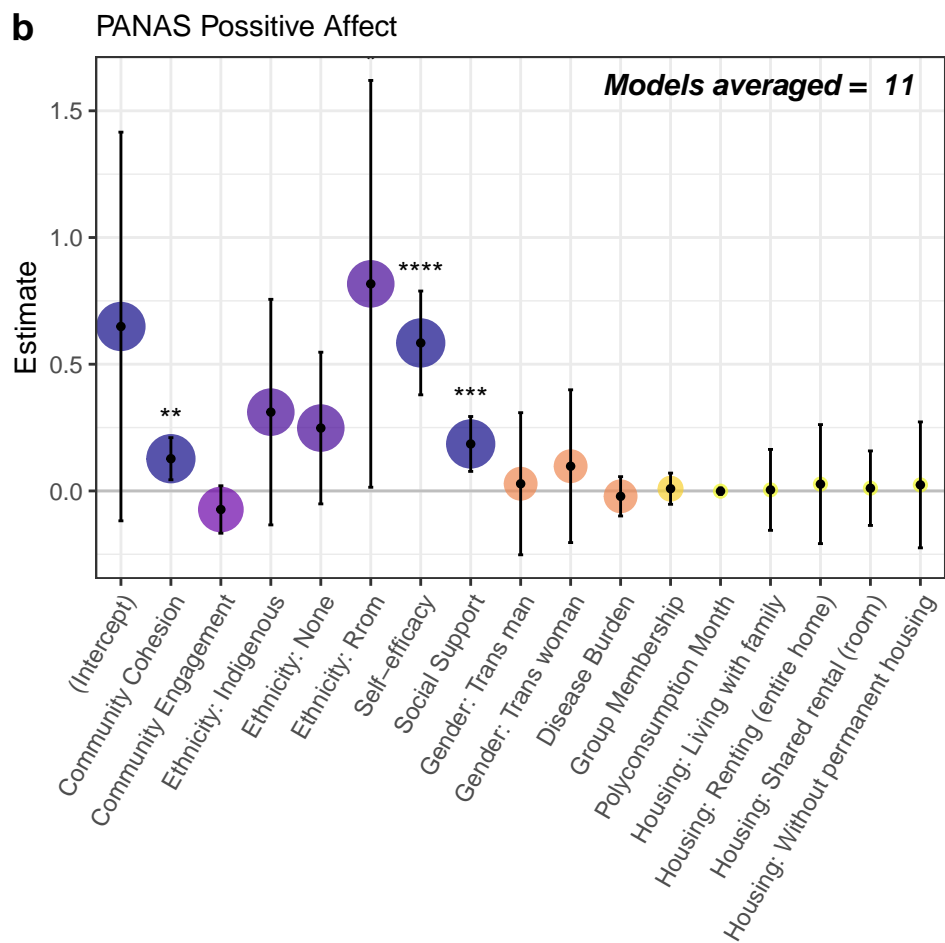 b
PANAS Possitive Affect
Models averaged = 11
Estimate
1.5
1.0
0.5
0.0
**
****
***
(Intercept)
Community Cohesion
Community Engagement
Ethnicity: Indigenous
Ethnicity: None
Ethnicity: Rrom
Self−efficacy
Social Support
Gender: Trans man
Gender: Trans woman
Disease Burden
Group Membership
Polyconsumption Month
Housing: Living with family
Housing: Renting (entire home)
Housing: Shared rental (room)
Housing: Without permanent housing